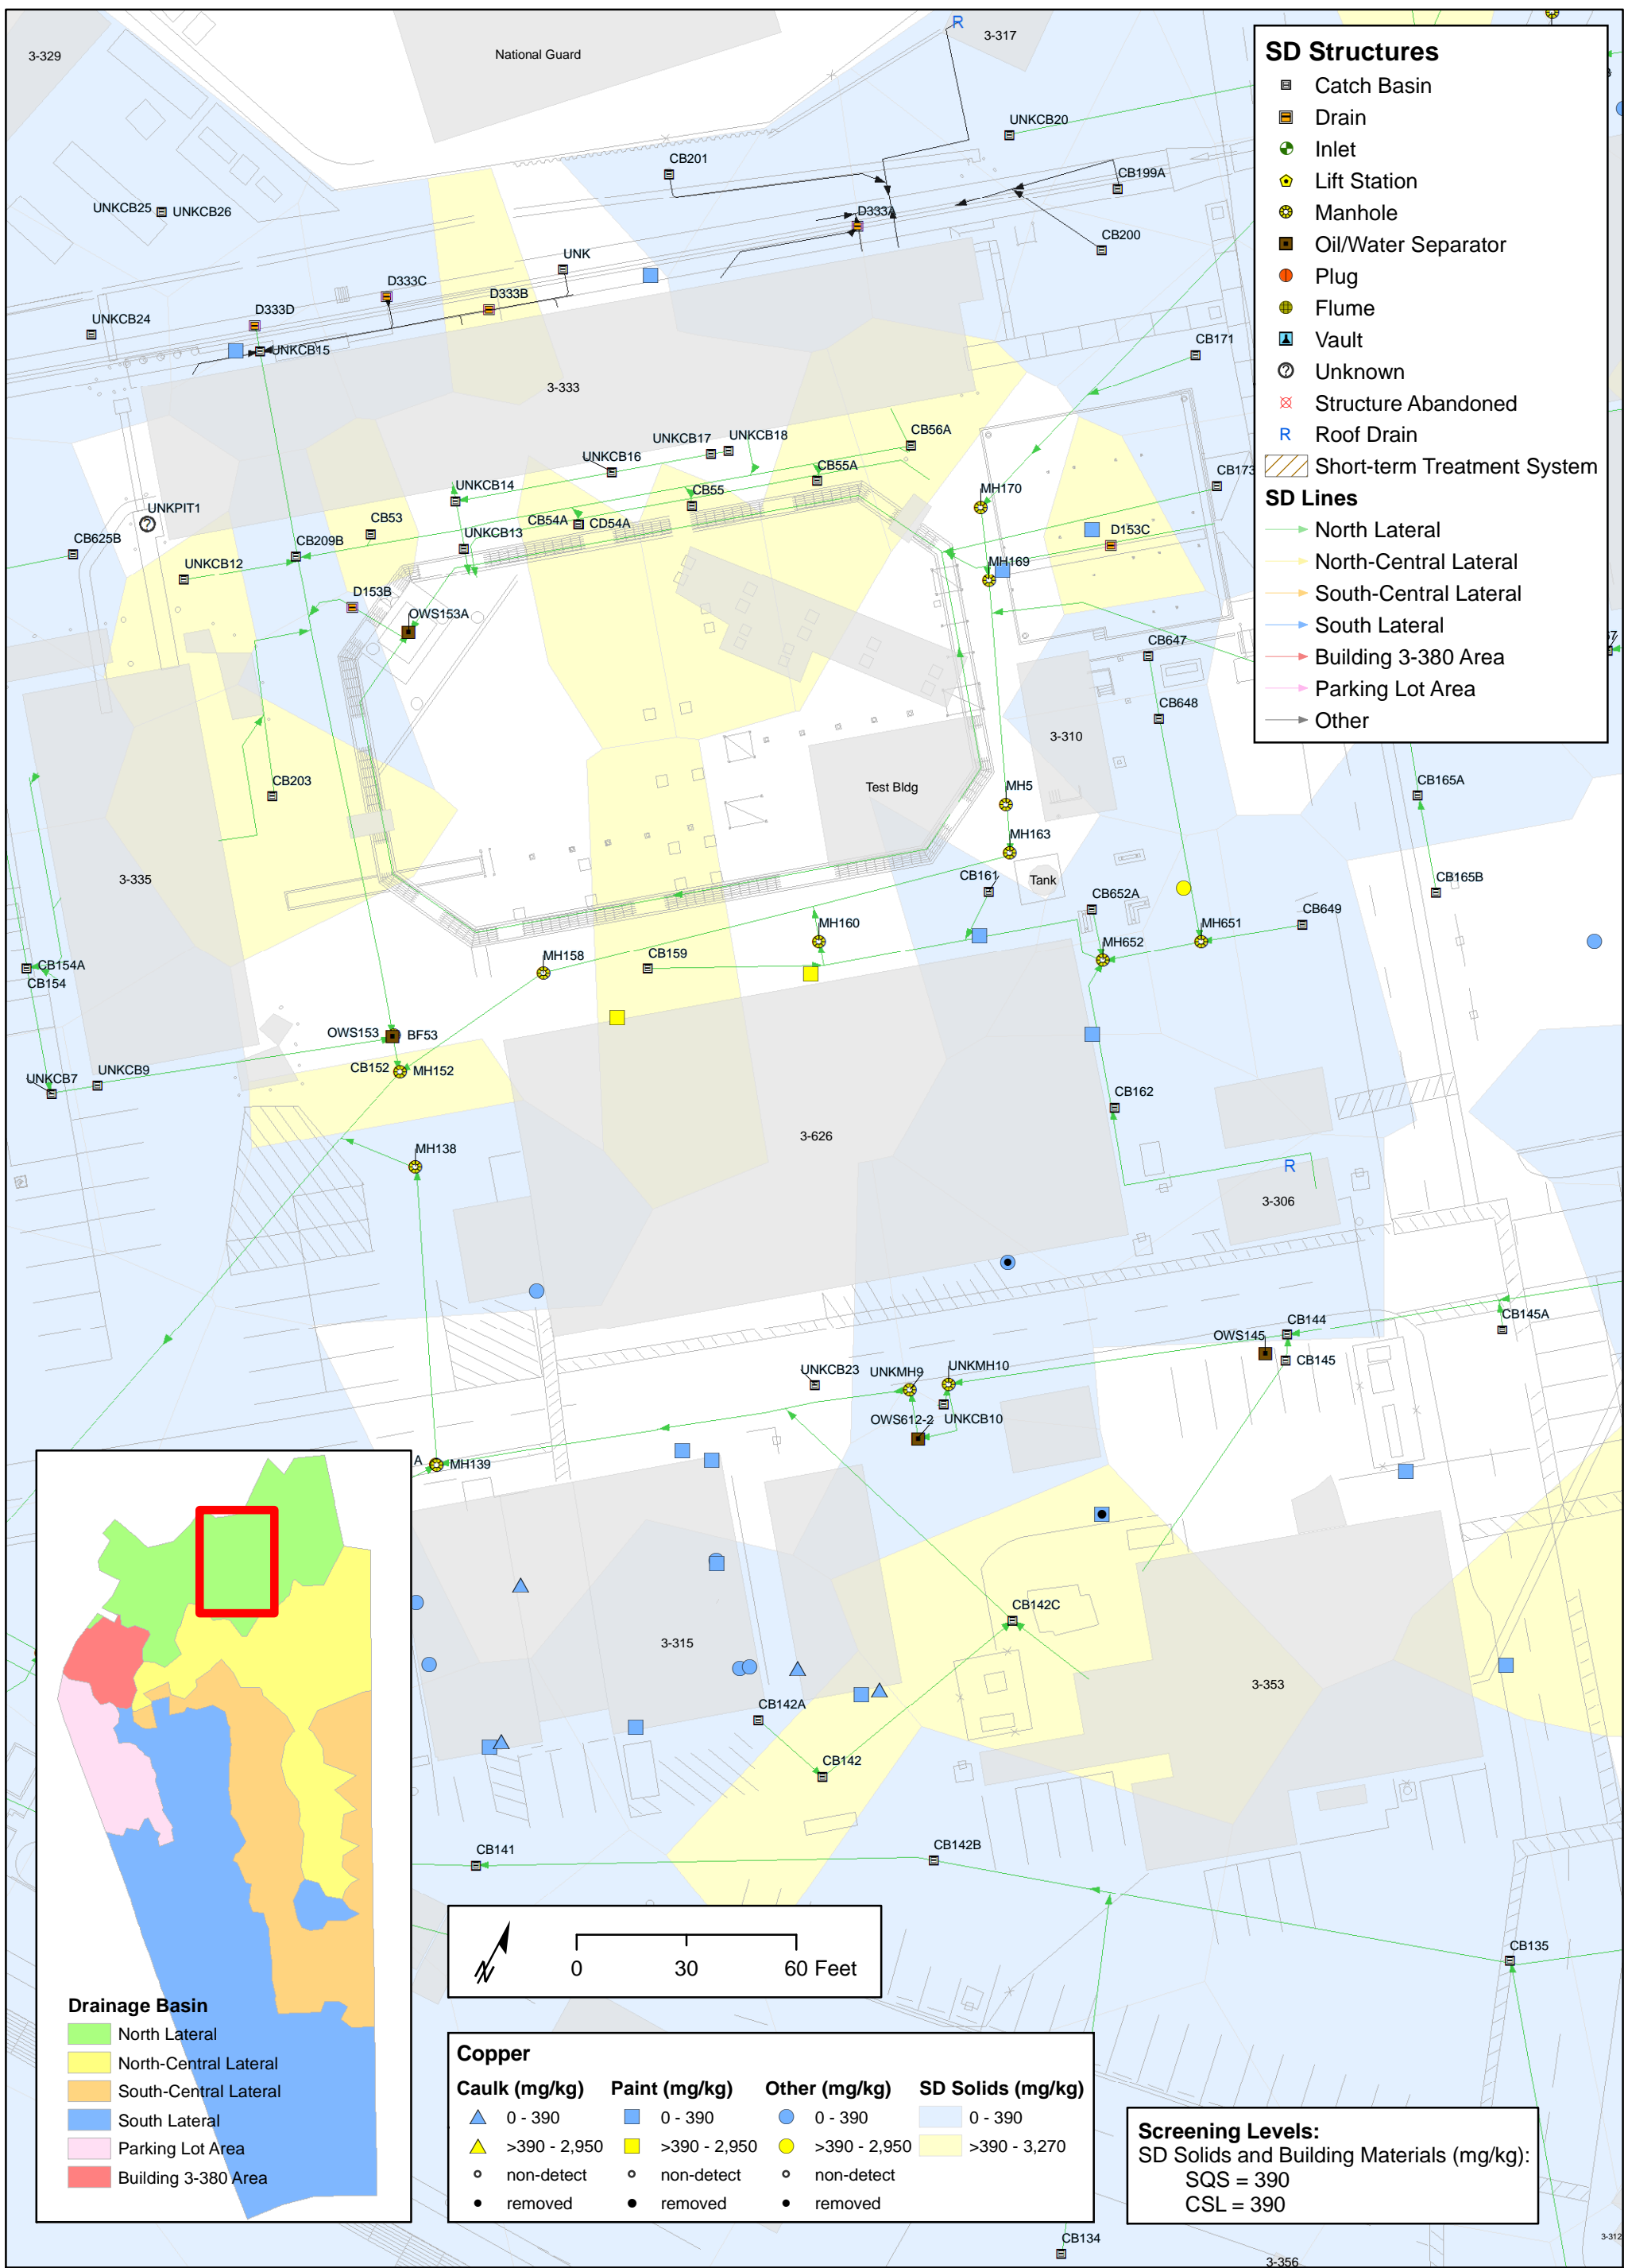 3-329
National Guard
R
3-317
UNKCB20
CB201
CB199A
UNKCB25
UNKCB26
D333A
CB200
UNK
D333C
D333B
D333D
UNKCB24
UNKCB15
CB171
3-333
UNKCB17
UNKCB18
CB56A
UNKCB16
CB55A
CB173
UNKCB14
CB55
MH170
UNKPIT1
CB53
CB54A
CD54A
D153C
CB625B
CB209B
UNKCB13
MH169
UNKCB12
D153B
OWS153A
CB647
CB648
3-310
CB203
Test Bldg
MH5
CB165A
MH163
3-335
CB161
Tank
CB165B
CB652A
CB649
MH160
MH651
MH652
CB154A
CB154
MH158
CB159
OWS153
BF53
CB152
MH152
UNKCB7
UNKCB9
CB162
3-626
MH138
R
3-306
CB145A
CB144
OWS145
CB145
UNKCB23
UNKMH9
UNKMH10
OWS612-2
UNKCB10
A
MH139
CB142C
3-315
3-353
CB142A
CB142
CB141
CB142B
CB135
CB134
3-356
3-312
SD Structures
Catch Basin
Drain
Inlet
Lift Station
Manhole
Oil/Water Separator
Plug
Flume
Vault
? Unknown
Structure Abandoned
R Roof Drain
Short-term Treatment System
SD Lines
North Lateral
North-Central Lateral
South-Central Lateral
South Lateral
Building 3-380 Area
Parking Lot Area
Other
Drainage Basin
North Lateral
North-Central Lateral
South-Central Lateral
South Lateral
Parking Lot Area
Building 3-380 Area
N
0 30 60 Feet
Copper
Caulk (mg/kg) Paint (mg/kg) Other (mg/kg) SD Solids (mg/kg)
0 - 390 0 - 390 0 - 390 0 - 390
>390 - 2,950 >390 - 2,950 >390 - 2,950 >390 - 3,270
non-detect non-detect non-detect
removed removed removed
Screening Levels:
SD Solids and Building Materials (mg/kg):
SQS = 390
CSL = 390